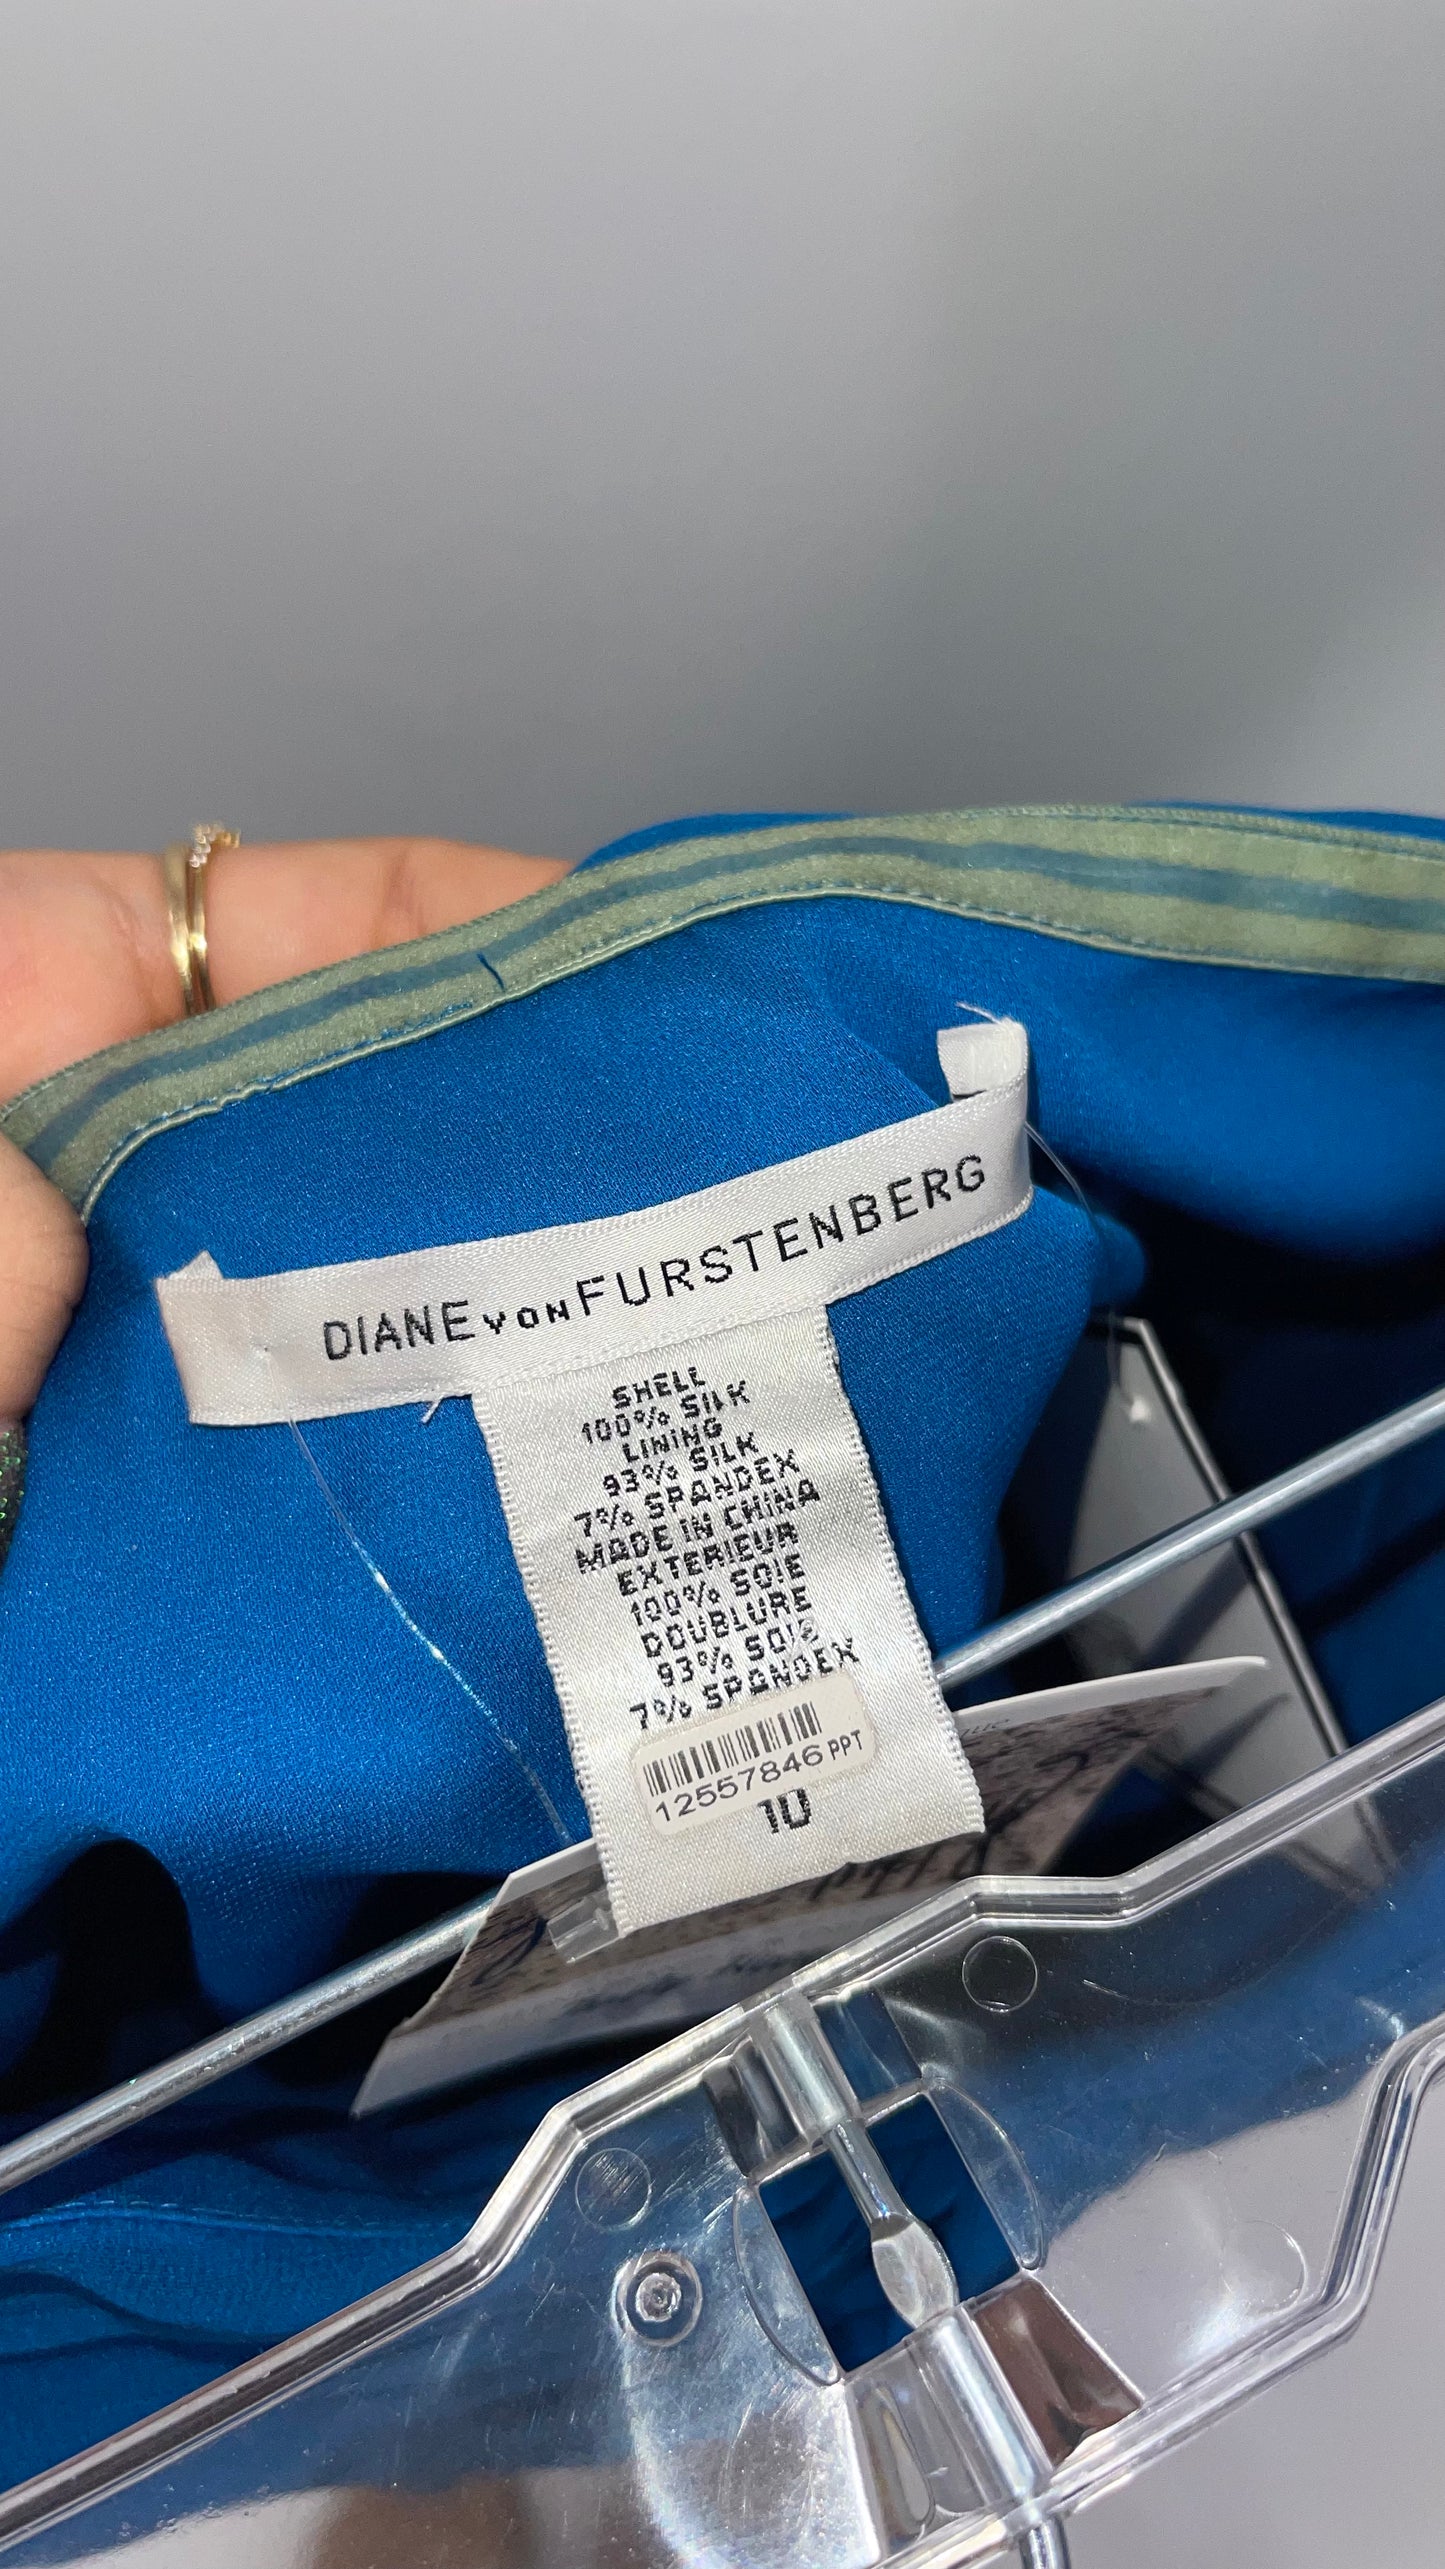 DIANE VON FURSTENBERG
SHELL
100% SILK
LINING
93% SILK
7% SPANDEX
MADE IN CHINA
EXTERIEUR
100% SOIE
DOUBLURE
93% SOIE
7% SPANDEX
12557846 PPT
10